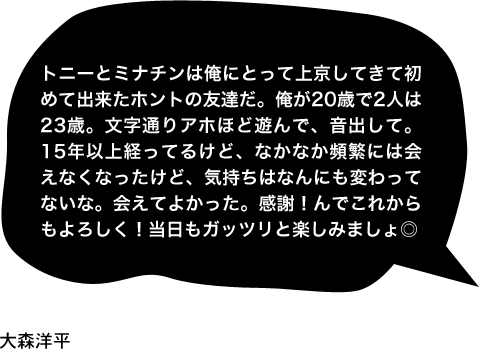 トニーとミナチンは俺にとって上京してきて初
めて出来たホントの友達だ。俺が20歳で2人は
23歳。文字通りアホほど遊んで、音出して。
15年以上経ってるけど、なかなか頻繁には会
えなくなったけど、気持ちはなんにも変わって
ないな。会えてよかった。感謝！んでこれから
もよろしく！当日もガッツリと楽しみましょ◎
大森洋平